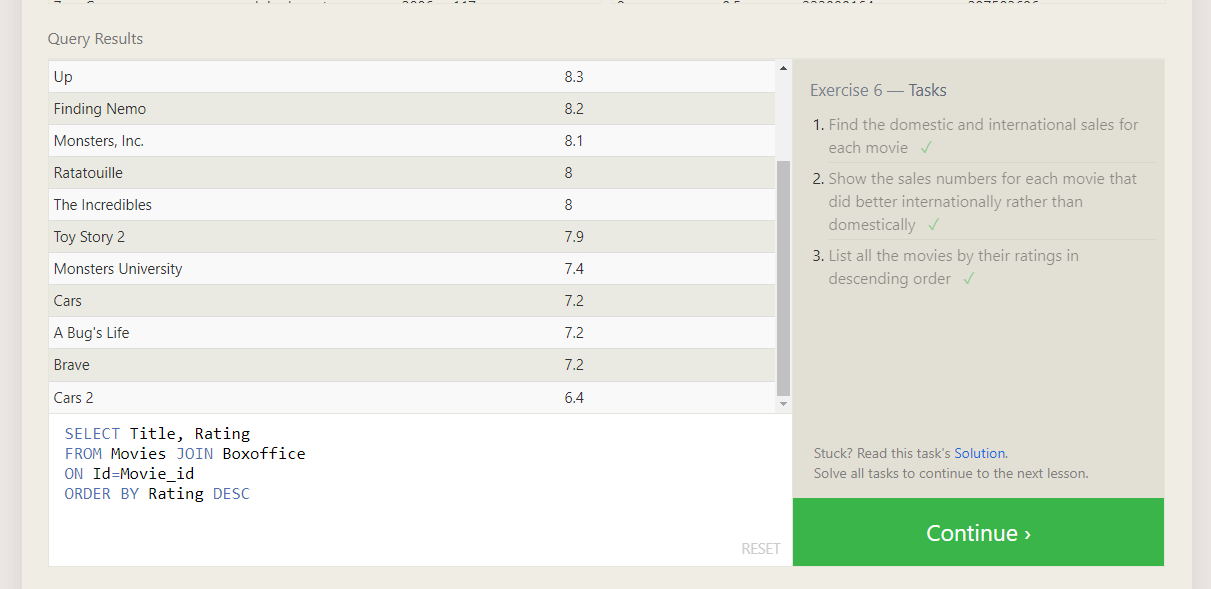 Query Results
Up 8.3
Finding Nemo 8.2
Monsters, Inc. 8.1
Ratatouille 8
The Incredibles 8
Toy Story 2 7.9
Monsters University 7.4
Cars 7.2
A Bug's Life 7.2
Brave 7.2
Cars 2 6.4
SELECT Title, Rating
FROM Movies JOIN Boxoffice
ON Id=Movie_id
ORDER BY Rating DESC
RESET
Exercise 6 — Tasks
1. Find the domestic and international sales for
each movie ✓
2. Show the sales numbers for each movie that
did better internationally rather than
domestically ✓
3. List all the movies by their ratings in
descending order ✓
Stuck? Read this task's Solution.
Solve all tasks to continue to the next lesson.
Continue ›